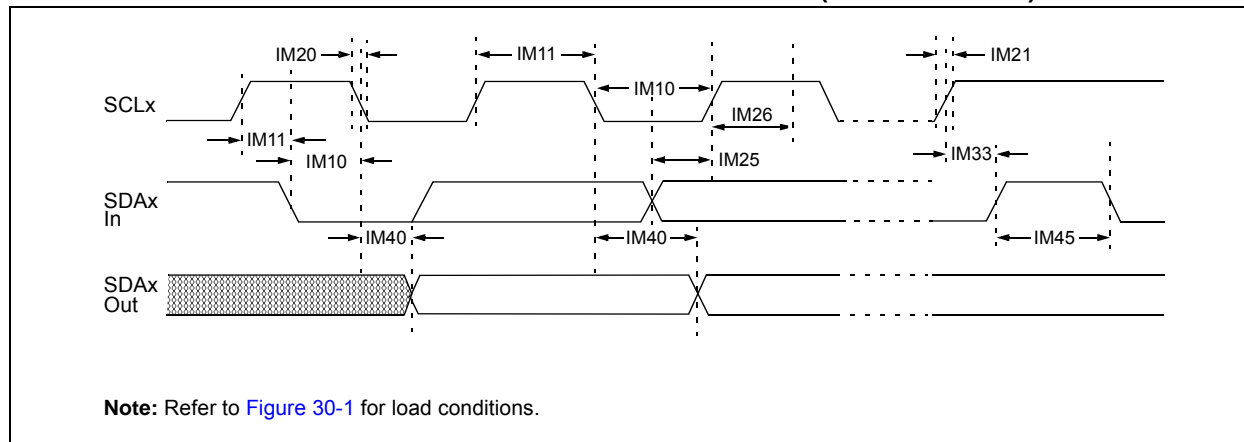 IM20
IM11
IM21
SCLx
IM10
IM26
IM11
IM10
IM25
IM33
SDAx
In
IM40
IM40
IM45
SDAx
Out
Note: Refer to Figure 30-1 for load conditions.